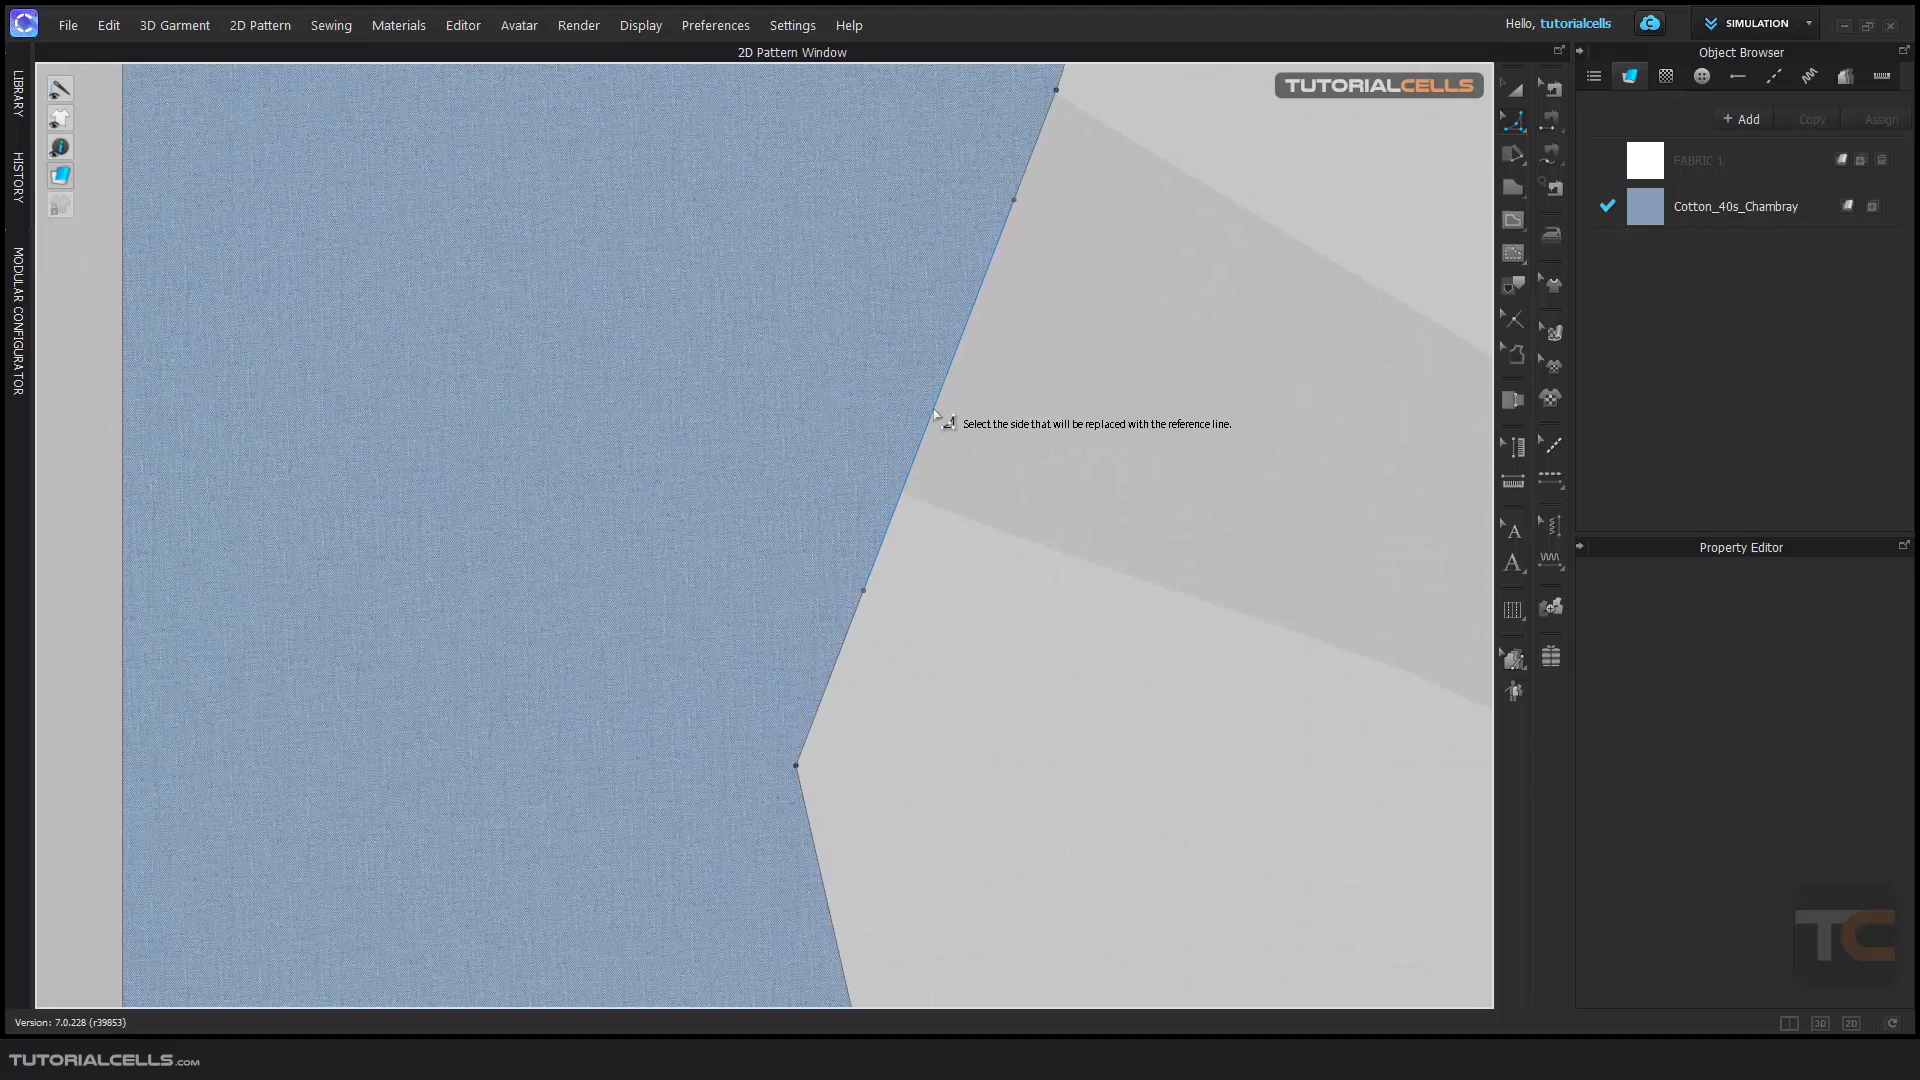 File Edit 3D Garment 2D Pattern Sewing Materials Editor Avatar Render Display Preferences Settings Help
Hello, tutorialcells
SIMULATION
2D Pattern Window
Object Browser
LIBRARY
HISTORY
MODULAR CONFIGURATOR
TUTORIALCELLS
+ Add Copy Assign
FABRIC 1
Cotton_40s_Chambray
Select the side that will be replaced with the reference line.
A
A
Property Editor
TC
Version: 7.0.228 (r39853)
3D 2D
TUTORIALCELLS.com